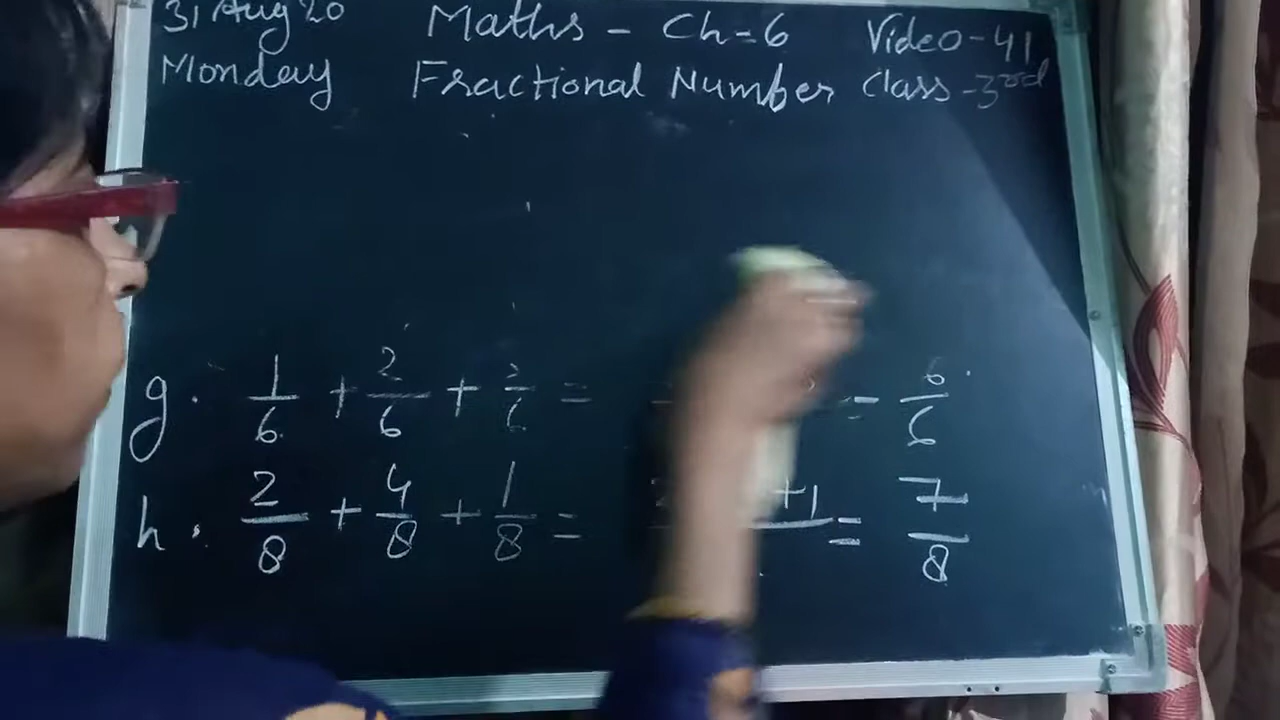 31 Aug 20 Maths - Ch=6 Video-41
Monday Fractional Number Class-3rd
g. 1/6 + 2/6 + /6 = = 6/6
h. 2/8 + 4/8 + 1/8 = +1 = 7/8